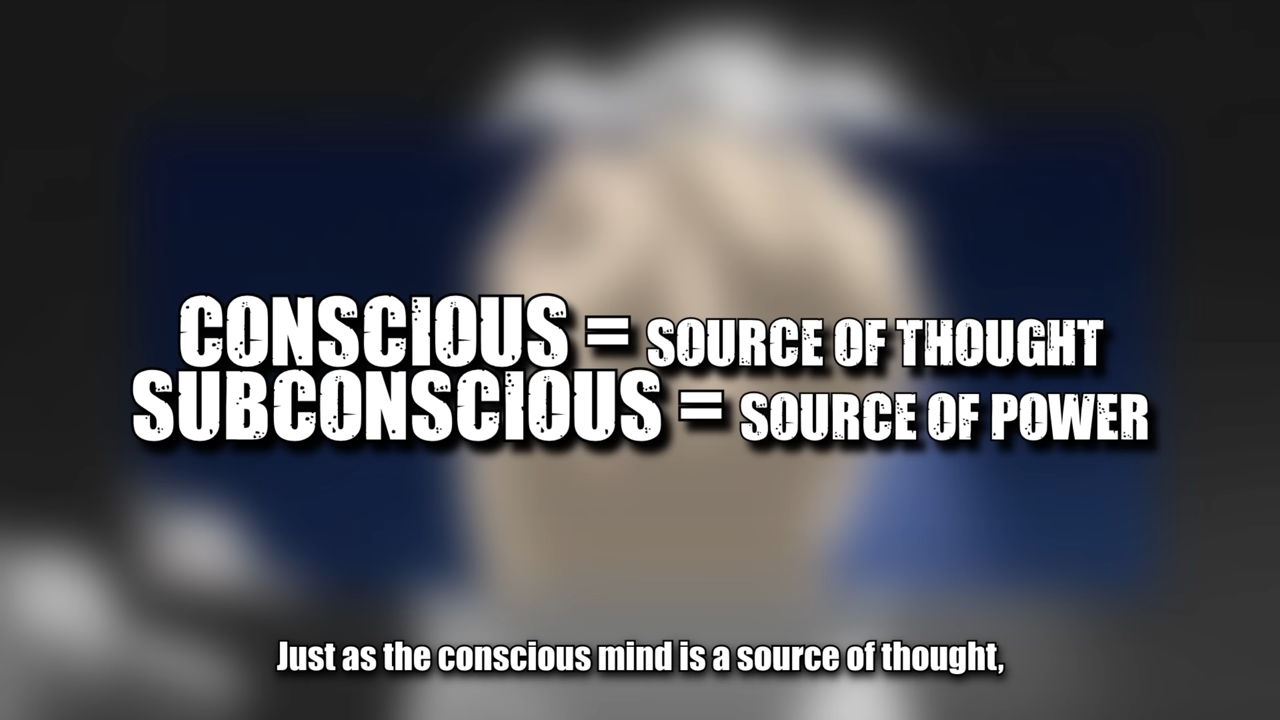 CONSCIOUS = SOURCE OF THOUGHT
SUBCONSCIOUS = SOURCE OF POWER
Just as the conscious mind is a source of thought,